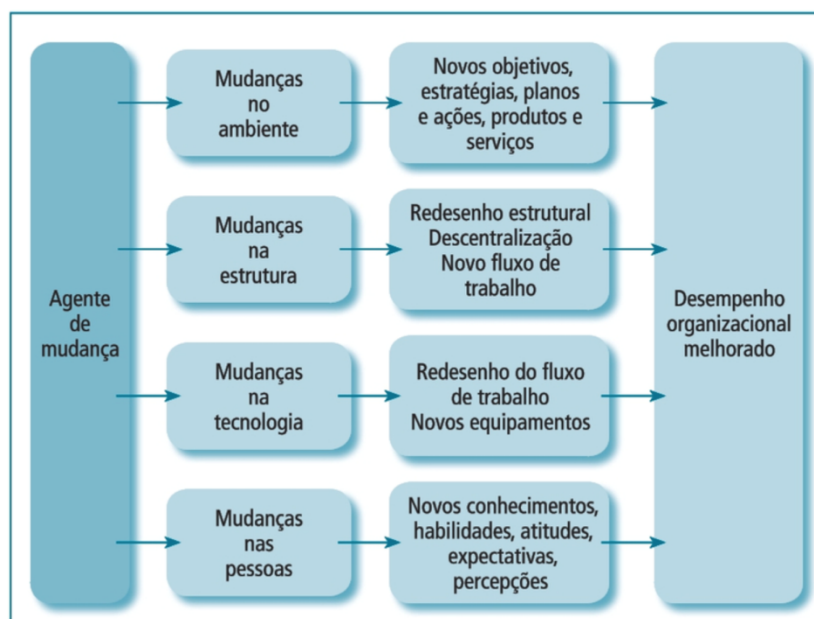 Agente
de
mudança
Mudanças
no
ambiente
Novos objetivos,
estratégias, planos
e ações, produtos e
serviços
Mudanças
na
estrutura
Redesenho estrutural
Descentralização
Novo fluxo de
trabalho
Mudanças
na
tecnologia
Redesenho do fluxo
de trabalho
Novos equipamentos
Mudanças
nas
pessoas
Novos conhecimentos,
habilidades, atitudes,
expectativas,
percepções
Desempenho
organizacional
melhorado